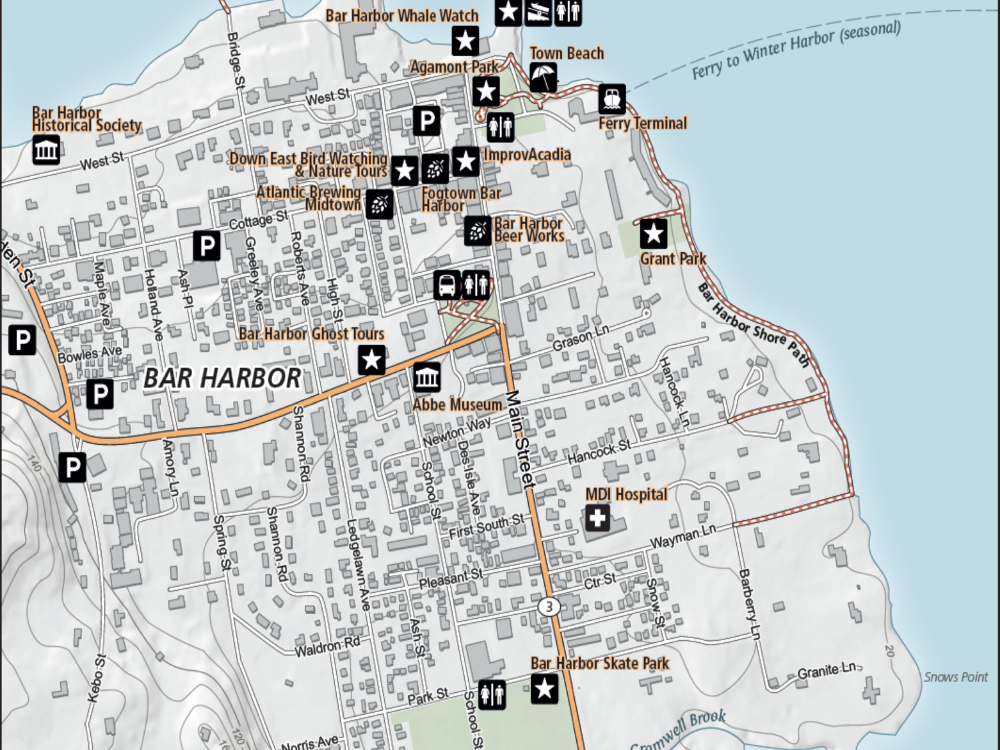 Bar Harbor Whale Watch
Town Beach
Ferry to Winter Harbor (seasonal)
Agamont Park
Bridge St
West St
P
Ferry Terminal
Bar Harbor
Historical Society
West St
Down East Bird Watching
& Nature Tours
ImprovAcadia
Atlantic Brewing
Midtown
Fogtown Bar
Harbor
Cottage St
Bar Harbor
Beer Works
P
Grant Park
den St
Maple Ave
Holland Ave
Ash Pl
Greeley Ave
Roberts Ave
High St
Bar Harbor Shore Path
P
Bowles Ave
Bar Harbor Ghost Tours
Grason Ln
BAR HARBOR
P
Hancock Ln
Abbe Museum
Main Street
Newton Way
Shannon Rd
Hancock St
140
P
Amory Ln
School St
Des Isle Ave
MDI Hospital
Spring St
Shannon Rd
Ledgelawn Ave
First South St
Wayman Ln
Pleasant St
Ctr St
Snow St
Barberry Ln
3
Ash St
Waldron Rd
Kebo St
Bar Harbor Skate Park
Granite Ln
20
Snows Point
Park St
School St
Norris Ave
120
Cromwell Brook